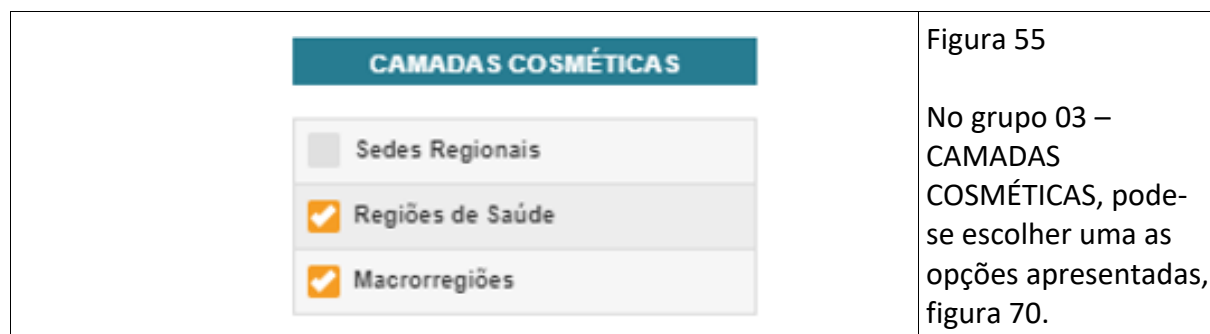 CAMADAS COSMÉTICAS
Sedes Regionais
Regiões de Saúde
Macrorregiões
Figura 55
No grupo 03 –
CAMADAS
COSMÉTICAS, pode-
se escolher uma as
opções apresentadas,
figura 70.